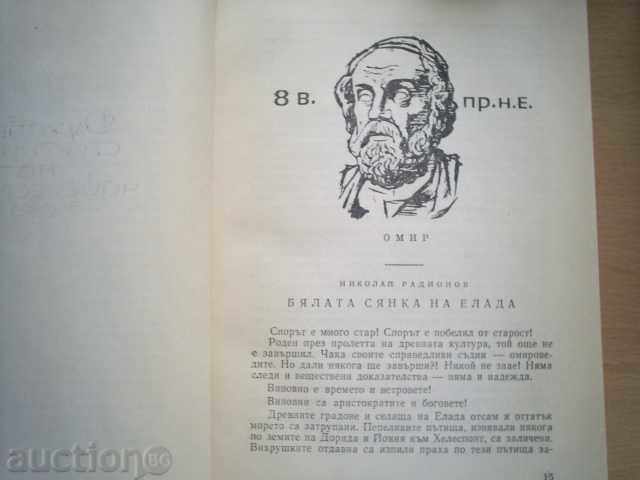 8 в. пр.н.е.
ОМИР
НИКОЛАЙ РАДИОНОВ
БЯЛАТА СЯНКА НА ЕЛАДА
Спорът е много стар! Спорът е побелял от старост!
Роден през пролетта на древната култура, той още не
е завършил. Чака своите справедливи съдии — омирове-
дите. Но дали някога ще завърши?! Никой не знае! Няма
следи и веществени доказателства — няма и надежда.
Виновно е времето и ветровете!
Виновни са аристократите и боговете!
Древните градове и селища на Елада отсам и оттатък
морето са затрупани. Пепеливите пътища, извивали някога
по земите на Дорида и Йония към Хелеспонт, са заличени.
Вихрушките отдавна са изпили праха по тези пътища за-
15
auction.BG